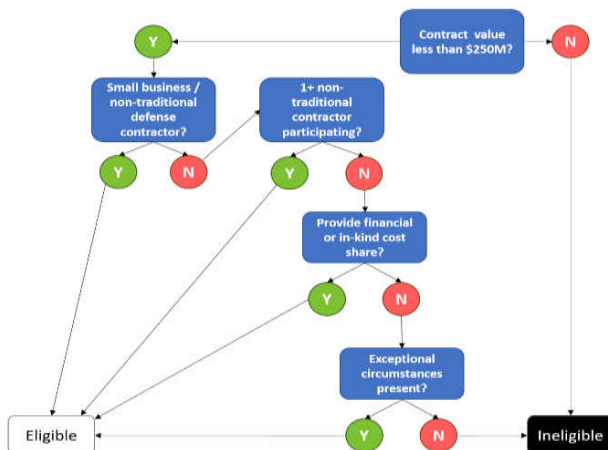 Contract value
less than $250M?
Y
N
Small business /
non-traditional
defense
contractor?
1+ non-
traditional
contractor
participating?
Y
N
Y
N
Provide financial
or in-kind cost
share?
Y
N
Exceptional
circumstances
present?
Eligible
Y
N
Ineligible